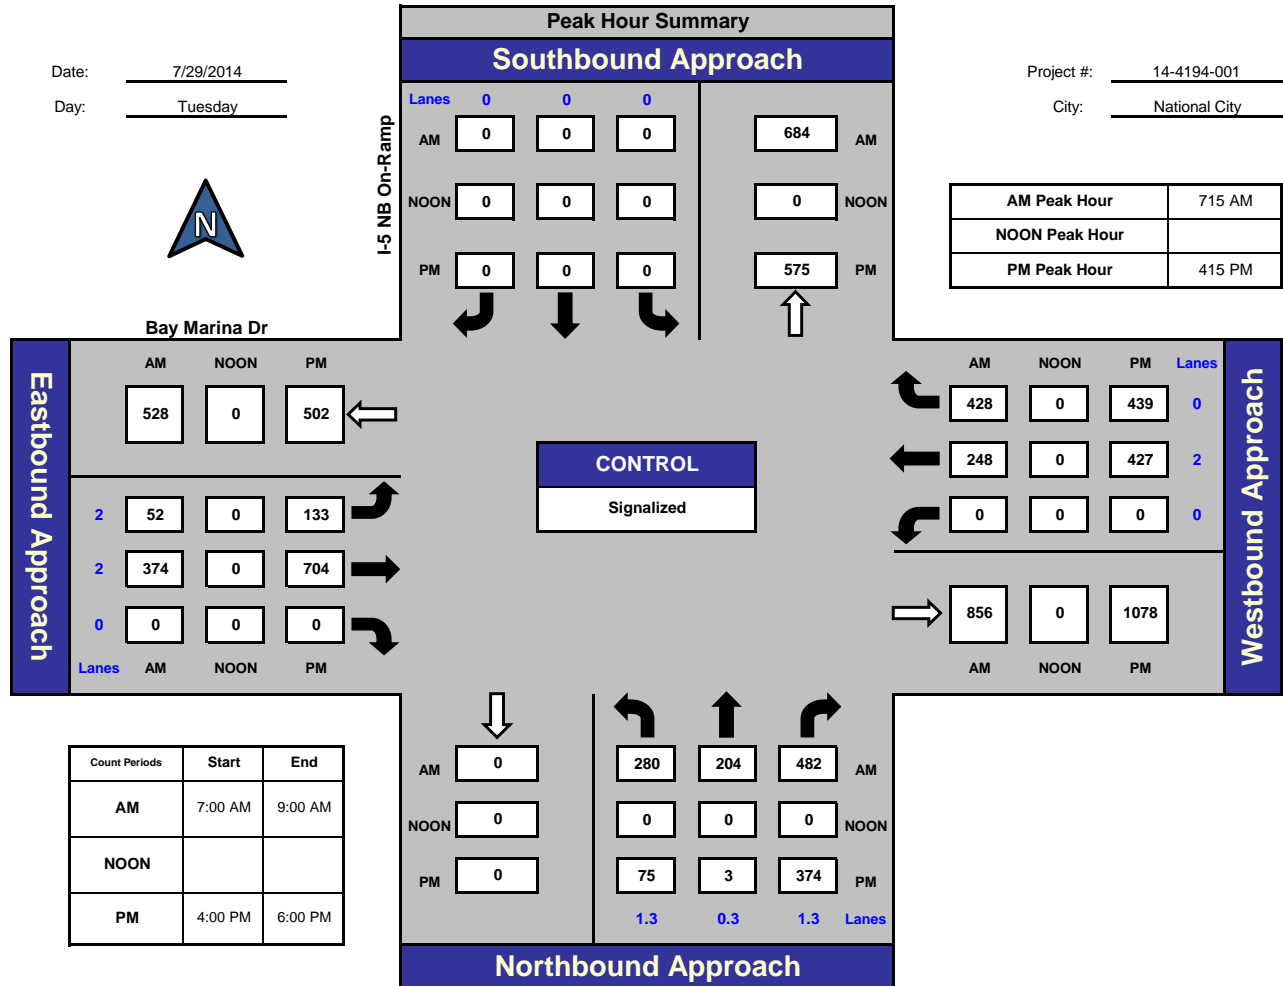 Peak Hour Summary
Southbound Approach
Date: 7/29/2014
Day: Tuesday
Project #: 14-4194-001
City: National City
I-5 NB On-Ramp
Lanes 0 0 0
AM 0 0 0 684 AM
NOON 0 0 0 0 NOON
PM 0 0 0 575 PM
N
AM Peak Hour 715 AM
NOON Peak Hour
PM Peak Hour 415 PM
Bay Marina Dr
Eastbound Approach
AM NOON PM
528 0 502
2 52 0 133
2 374 0 704
0 0 0 0
Lanes AM NOON PM
CONTROL
Signalized
AM NOON PM Lanes
428 0 439 0
248 0 427 2
0 0 0 0
856 0 1078
AM NOON PM
Westbound Approach
Count Periods Start End
AM 7:00 AM 9:00 AM
NOON
PM 4:00 PM 6:00 PM
AM 0 280 204 482 AM
NOON 0 0 0 0 NOON
PM 0 75 3 374 PM
1.3 0.3 1.3 Lanes
Northbound Approach